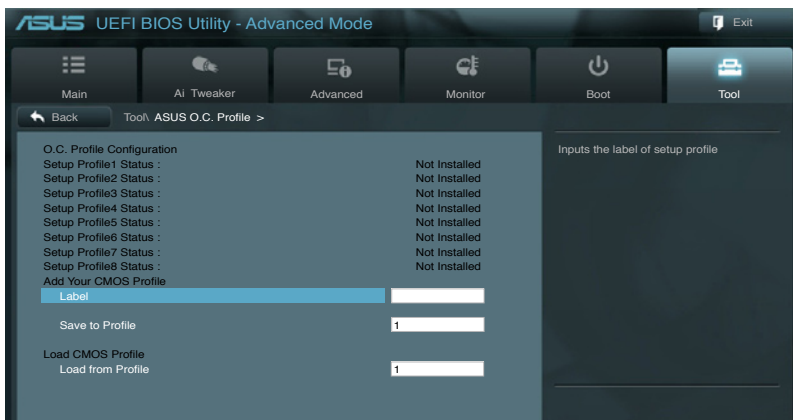 ASUS UEFI BIOS Utility - Advanced Mode
Exit
Main
Ai Tweaker
Advanced
Monitor
Boot
Tool
Back
Tool\ ASUS O.C. Profile >
O.C. Profile Configuration
Setup Profile1 Status : Not Installed
Setup Profile2 Status : Not Installed
Setup Profile3 Status : Not Installed
Setup Profile4 Status : Not Installed
Setup Profile5 Status : Not Installed
Setup Profile6 Status : Not Installed
Setup Profile7 Status : Not Installed
Setup Profile8 Status : Not Installed
Add Your CMOS Profile
Label
Save to Profile 1
Load CMOS Profile
Load from Profile 1
Inputs the label of setup profile